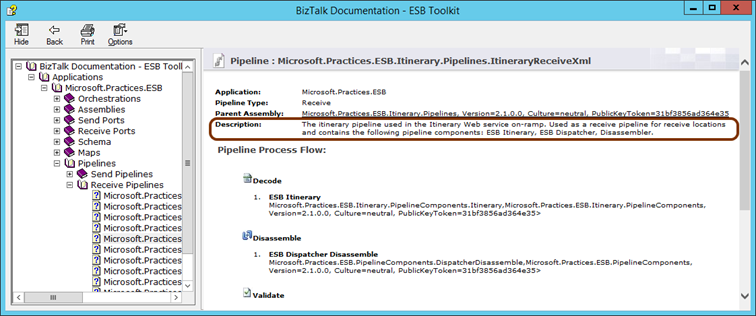 BizTalk Documentation - ESB Toolkit
Hide
Back
Print
Options
BizTalk Documentation - ESB Toolk
Applications
Microsoft.Practices.ESB
Orchestrations
Assemblies
Send Ports
Receive Ports
Schema
Maps
Pipelines
Send Pipelines
Receive Pipelines
Microsoft.Practices
Microsoft.Practices
Microsoft.Practices
Microsoft.Practices
Microsoft.Practices
Microsoft.Practices
Microsoft.Practices
Microsoft.Practices
Pipeline : Microsoft.Practices.ESB.Itinerary.Pipelines.ItineraryReceiveXml
Application: Microsoft.Practices.ESB
Pipeline Type: Receive
Parent Assembly: Microsoft.Practices.ESB.Itinerary.Pipelines, Version=2.1.0.0, Culture=neutral, PublicKeyToken=31bf3856ad364e35
Description: The itinerary pipeline used in the Itinerary Web service on-ramp. Used as a receive pipeline for receive locations
and contains the following pipeline components: ESB Itinerary, ESB Dispatcher, Disassembler.
Pipeline Process Flow:
Decode
1. ESB Itinerary
Microsoft.Practices.ESB.Itinerary.PipelineComponents.Itinerary,Microsoft.Practices.ESB.Itinerary.PipelineComponents,
Version=2.1.0.0, Culture=neutral, PublicKeyToken=31bf3856ad364e35>
Disassemble
1. ESB Dispatcher Disassemble
Microsoft.Practices.ESB.PipelineComponents.DispatcherDisassemble,Microsoft.Practices.ESB.PipelineComponents,
Version=2.1.0.0, Culture=neutral, PublicKeyToken=31bf3856ad364e35>
Validate